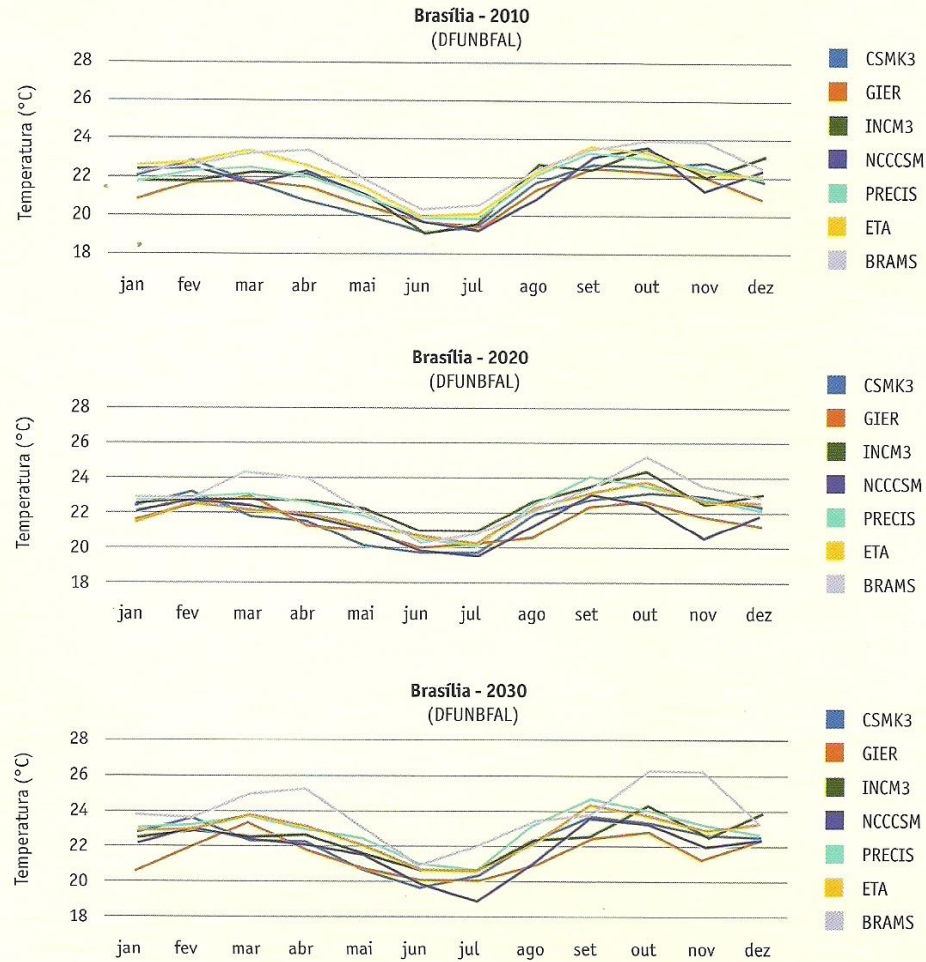 Brasília - 2010
(DFUNBFAL)
Temperatura (°C)
28
26
24
22
20
18
jan fev mar abr mai jun jul ago set out nov dez
CSMK3
GIER
INCM3
NCCCSM
PRECIS
ETA
BRAMS
Brasília - 2020
(DFUNBFAL)
Temperatura (°C)
28
26
24
22
20
18
jan fev mar abr mai jun jul ago set out nov dez
CSMK3
GIER
INCM3
NCCCSM
PRECIS
ETA
BRAMS
Brasília - 2030
(DFUNBFAL)
Temperatura (°C)
28
26
24
22
20
18
jan fev mar abr mai jun jul ago set out nov dez
CSMK3
GIER
INCM3
NCCCSM
PRECIS
ETA
BRAMS